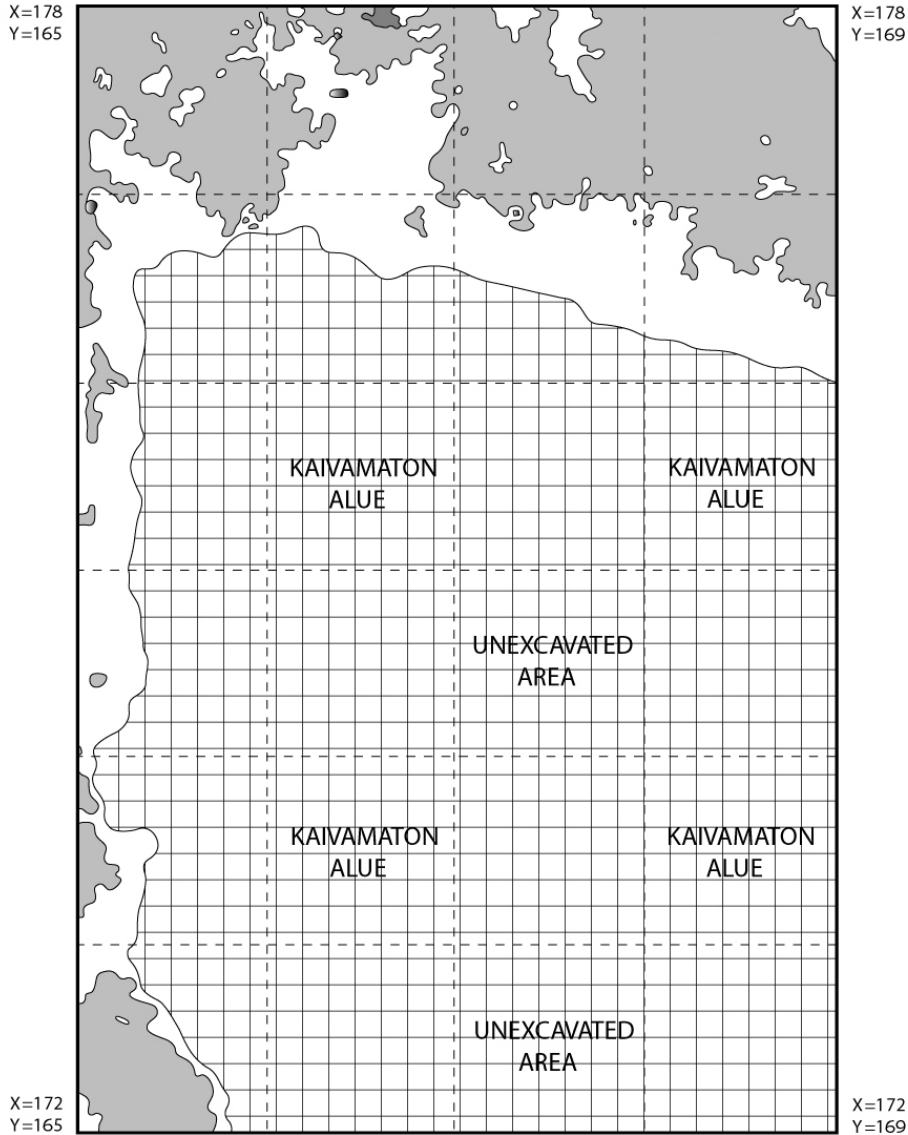 X=178
Y=165
X=178
Y=169
KAIVAMATON
ALUE
KAIVAMATON
ALUE
UNEXCAVATED
AREA
KAIVAMATON
ALUE
KAIVAMATON
ALUE
UNEXCAVATED
AREA
X=172
Y=165
X=172
Y=169